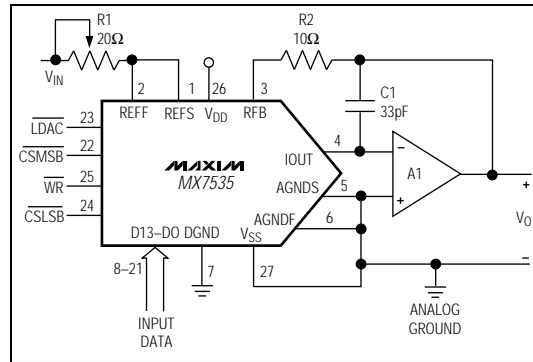 R1
20Ω
R2
10Ω
VIN
2
1
26
3
C1
33pF
REFF
REFS
VDD
RFB
23
LDAC
22
CSMSB
25
WR
24
CSLSB
MAXIM
MX7535
IOUT
4
AGNDS
5
AGNDF
6
A1
−
+
+
VO
−
D13–DO
DGND
VSS
8–21
7
27
INPUT
DATA
ANALOG
GROUND